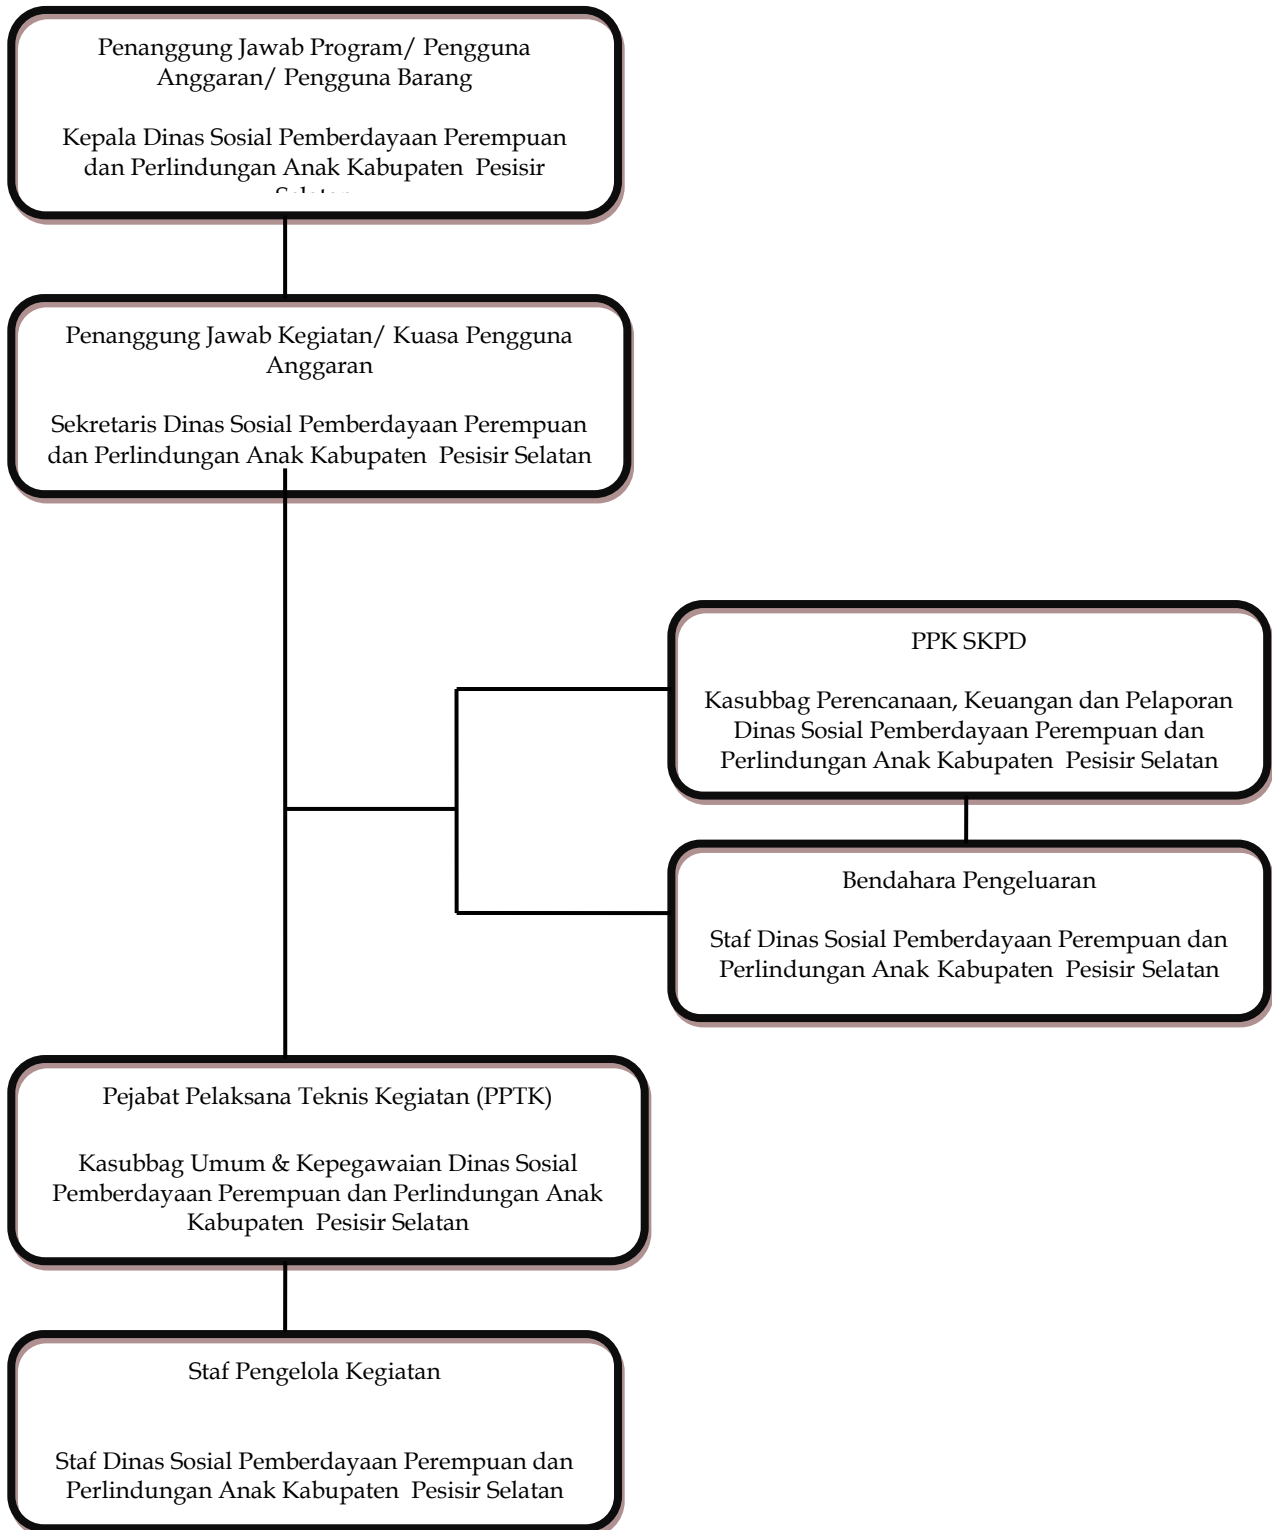 Penanggung Jawab Program/ Pengguna
Anggaran/ Pengguna Barang
Kepala Dinas Sosial Pemberdayaan Perempuan
dan Perlindungan Anak Kabupaten Pesisir
Selatan
Penanggung Jawab Kegiatan/ Kuasa Pengguna
Anggaran
Sekretaris Dinas Sosial Pemberdayaan Perempuan
dan Perlindungan Anak Kabupaten Pesisir Selatan
PPK SKPD
Kasubbag Perencanaan, Keuangan dan Pelaporan
Dinas Sosial Pemberdayaan Perempuan dan
Perlindungan Anak Kabupaten Pesisir Selatan
Bendahara Pengeluaran
Staf Dinas Sosial Pemberdayaan Perempuan dan
Perlindungan Anak Kabupaten Pesisir Selatan
Pejabat Pelaksana Teknis Kegiatan (PPTK)
Kasubbag Umum & Kepegawaian Dinas Sosial
Pemberdayaan Perempuan dan Perlindungan Anak
Kabupaten Pesisir Selatan
Staf Pengelola Kegiatan
Staf Dinas Sosial Pemberdayaan Perempuan dan
Perlindungan Anak Kabupaten Pesisir Selatan